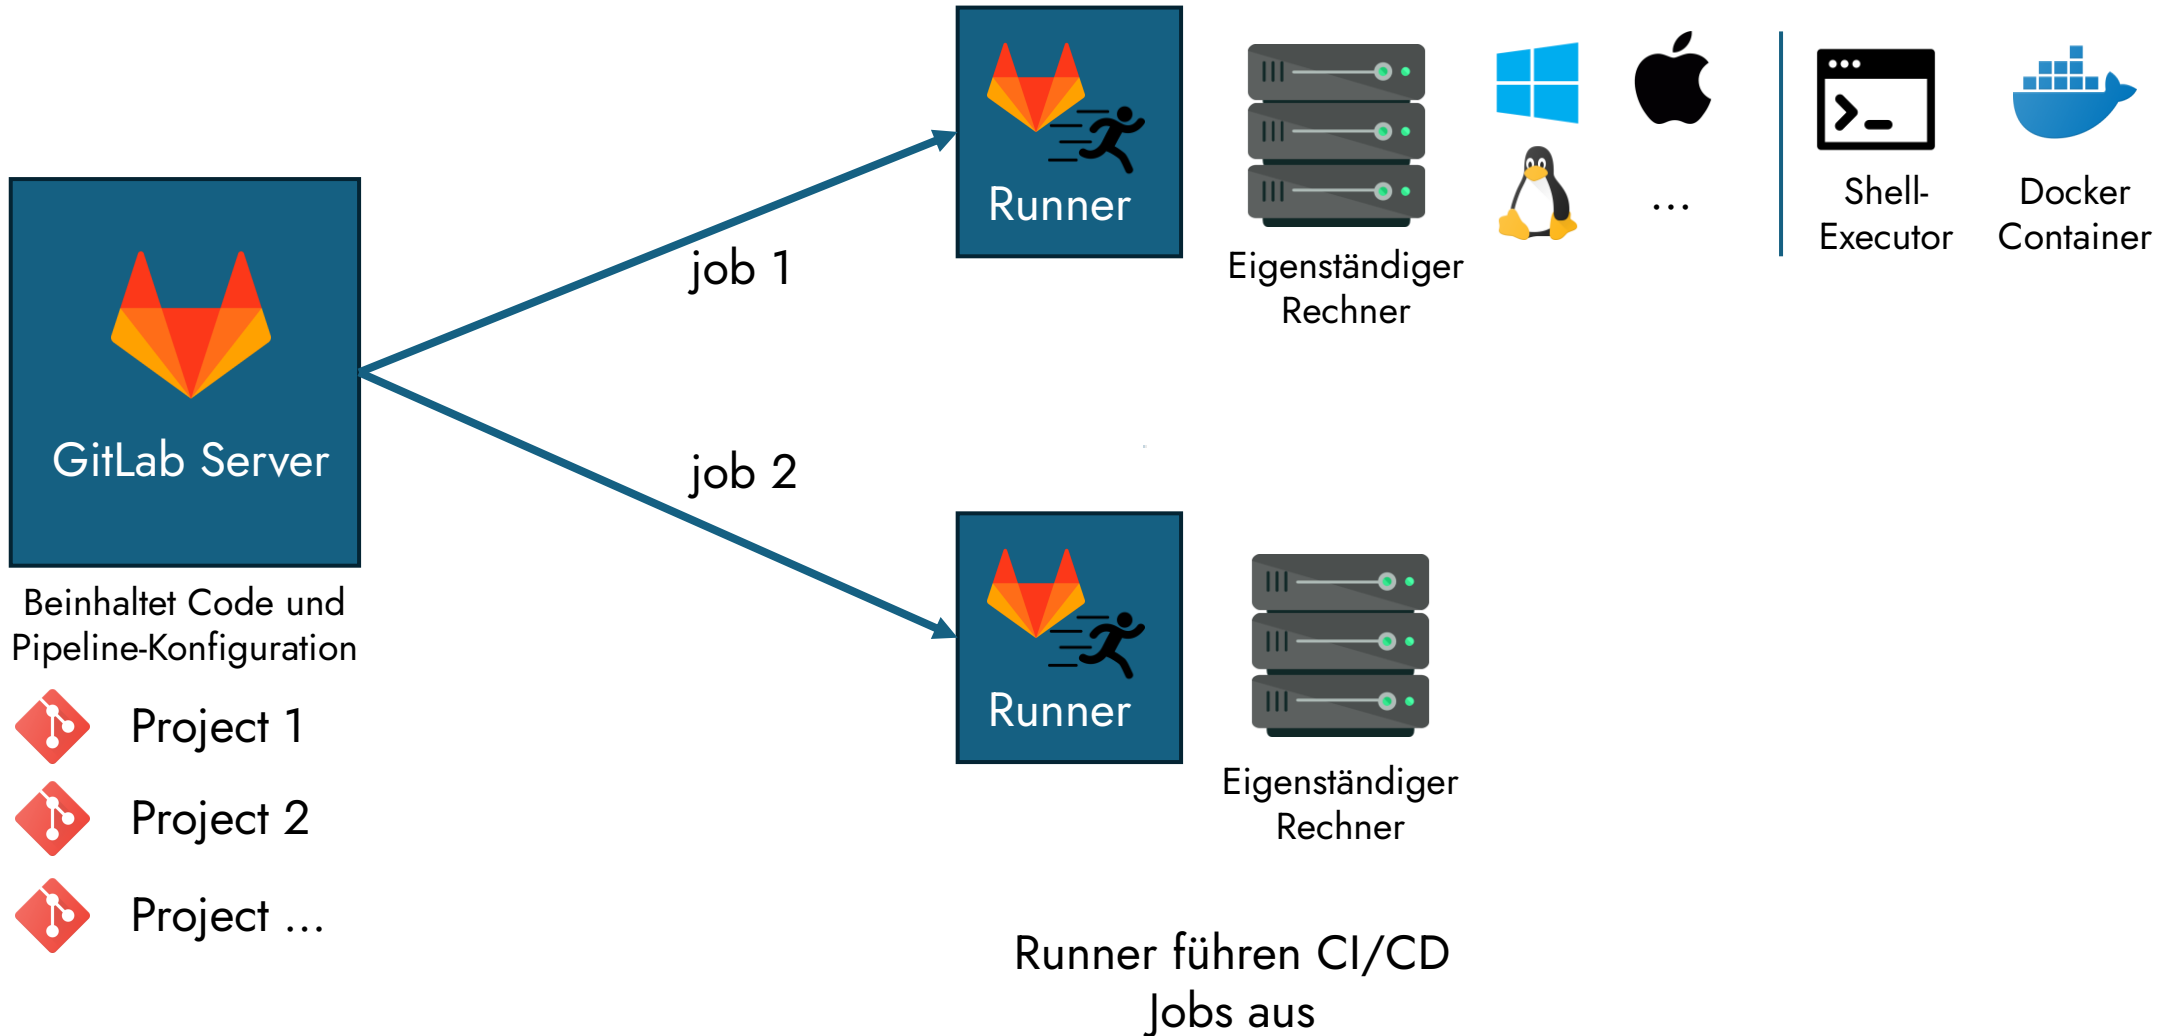 GitLab Server
Beinhaltet Code und
Pipeline-Konfiguration
Project 1
Project 2
Project ...
job 1
job 2
Runner
Eigenständiger
Rechner
...
Shell-
Executor
Docker
Container
Runner
Eigenständiger
Rechner
Runner führen CI/CD
Jobs aus